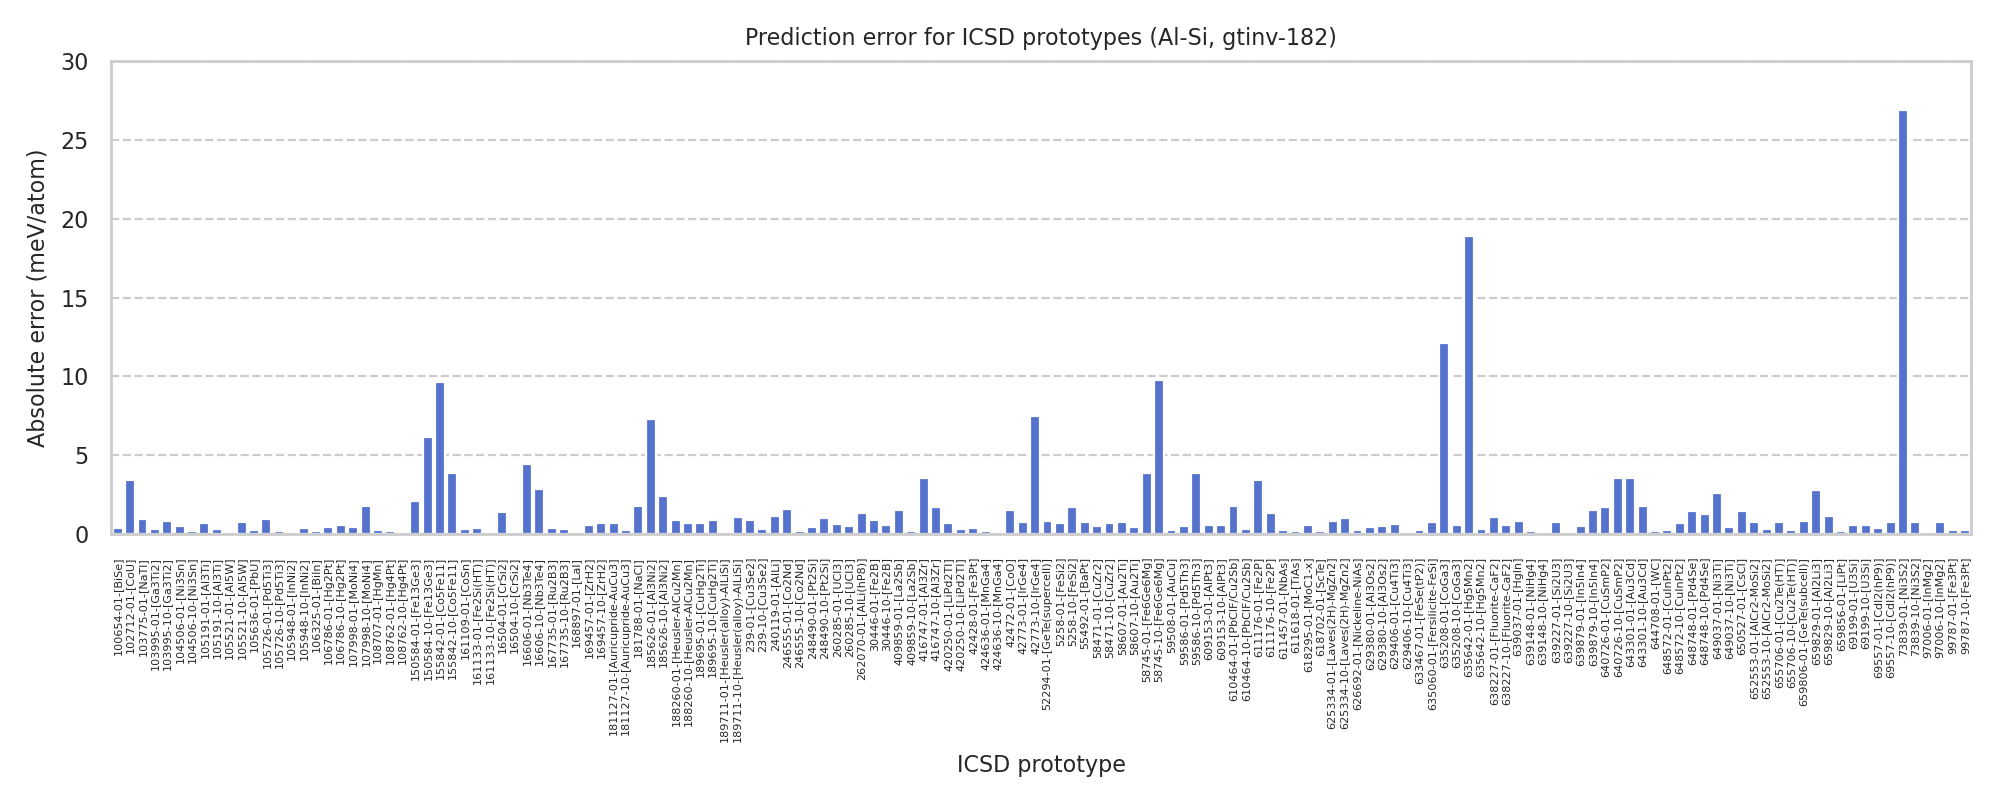 Prediction error for ICSD prototypes (Al-Si, gtinv-182)
Absolute error (meV/atom)
30
25
20
15
10
5
0
100654-01-[BiSe]
102712-01-[CoU]
103775-01-[NaTl]
103995-01-[Ga3Ti2]
103995-10-[Ga3Ti2]
104506-01-[Ni3Sn]
104506-10-[Ni3Sn]
105191-01-[Al3Ti]
105191-10-[Al3Ti]
105521-01-[Al5W]
105521-10-[Al5W]
105636-01-[PbU]
105726-01-[Pd5Ti3]
105726-10-[Pd5Ti3]
105948-01-[InNi2]
105948-10-[InNi2]
106325-01-[BiIn]
106786-01-[Hg2Pt]
106786-10-[Hg2Pt]
107998-01-[MoNi4]
107998-10-[MoNi4]
108707-01-[HgMn]
108762-01-[Hg4Pt]
108762-10-[Hg4Pt]
150584-01-[Fe13Ge3]
150584-10-[Fe13Ge3]
155842-01-[Co5Fe11]
155842-10-[Co5Fe11]
161109-01-[CoSn]
161133-01-[Fe2Si(HT)]
161133-10-[Fe2Si(HT)]
16504-01-[CrSi2]
16504-10-[CrSi2]
16606-01-[Nb3Te4]
16606-10-[Nb3Te4]
167735-01-[Ru2B3]
167735-10-[Ru2B3]
168897-01-[LaI]
169457-01-[ZrH2]
169457-10-[ZrH2]
181127-01-[Auricupride-AuCu3]
181127-10-[Auricupride-AuCu3]
181788-01-[NaCl]
185626-01-[Al3Ni2]
185626-10-[Al3Ni2]
188260-01-[Heusler-AlCu2Mn]
188260-10-[Heusler-AlCu2Mn]
189695-01-[CuHg2Ti]
189695-10-[CuHg2Ti]
189711-01-[Heusler(alloy)-AlLiSi]
189711-10-[Heusler(alloy)-AlLiSi]
239-01-[Cu3Se2]
239-10-[Cu3Se2]
240119-01-[AlLi]
246555-01-[Co2Nd]
246555-10-[Co2Nd]
248490-01-[Pt2Si]
248490-10-[Pt2Si]
260285-01-[UCl3]
260285-10-[UCl3]
262070-01-[AlLi(hP8)]
30446-01-[Fe2B]
30446-10-[Fe2B]
409859-01-[La2Sb]
409859-10-[La2Sb]
416747-01-[Al3Zr]
416747-10-[Al3Zr]
420250-01-[LiPd2Tl]
420250-10-[LiPd2Tl]
42428-01-[Fe3Pt]
424636-01-[MnGa4]
424636-10-[MnGa4]
42472-01-[CoO]
42773-01-[IrGe4]
42773-10-[IrGe4]
52294-01-[GeTe(supercell)]
5258-01-[FeSi2]
5258-10-[FeSi2]
55492-01-[BaPt]
58471-01-[CuZr2]
58471-10-[CuZr2]
58607-01-[Au2Ti]
58607-10-[Au2Ti]
58745-01-[Fe6Ge6Mg]
58745-10-[Fe6Ge6Mg]
59508-01-[AuCu]
59586-01-[Pd5Th3]
59586-10-[Pd5Th3]
609153-01-[AlPt3]
609153-10-[AlPt3]
610464-01-[PbClF/Cu2Sb]
610464-10-[PbClF/Cu2Sb]
611176-01-[Fe2P]
611176-10-[Fe2P]
611457-01-[NbAs]
611618-01-[TiAs]
618295-01-[MoC1-x]
618702-01-[ScTe]
625334-01-[Laves(2H)-MgZn2]
625334-10-[Laves(2H)-MgZn2]
626692-01-[Nickeline-NiAs]
629380-01-[Al3Os2]
629380-10-[Al3Os2]
629406-01-[Cu4Ti3]
629406-10-[Cu4Ti3]
633467-01-[FeSe(tP2)]
635060-01-[Fersilicite-FeSi]
635208-01-[CoGa3]
635208-10-[CoGa3]
635642-01-[Hg5Mn2]
635642-10-[Hg5Mn2]
638227-01-[Fluorite-CaF2]
638227-10-[Fluorite-CaF2]
639037-01-[HgIn]
639148-01-[NiHg4]
639148-10-[NiHg4]
639227-01-[Si2U3]
639227-10-[Si2U3]
639879-01-[In5In4]
639879-10-[In5In4]
640726-01-[CuSmP2]
640726-10-[CuSmP2]
643301-01-[Au3Cd]
643301-10-[Au3Cd]
644708-01-[WC]
648572-01-[CuInPt2]
648572-10-[CuInPt2]
648748-01-[Pd4Se]
648748-10-[Pd4Se]
649037-01-[Ni3Ti]
649037-10-[Ni3Ti]
650527-01-[CsCl]
652553-01-[AlCr2-MoSi2]
652553-10-[AlCr2-MoSi2]
655706-01-[Cu2Te(HT)]
655706-10-[Cu2Te(HT)]
659806-01-[GeTe(subcell)]
659829-01-[Al2Li3]
659829-10-[Al2Li3]
659856-01-[LiPt]
69199-01-[U3Si]
69199-10-[U3Si]
69557-01-[CdI2(hP9)]
69557-10-[CdI2(hP9)]
73839-01-[Ni3S2]
73839-10-[Ni3S2]
97006-01-[InMg2]
97006-10-[InMg2]
99787-01-[Fe3Pt]
99787-10-[Fe3Pt]
ICSD prototype